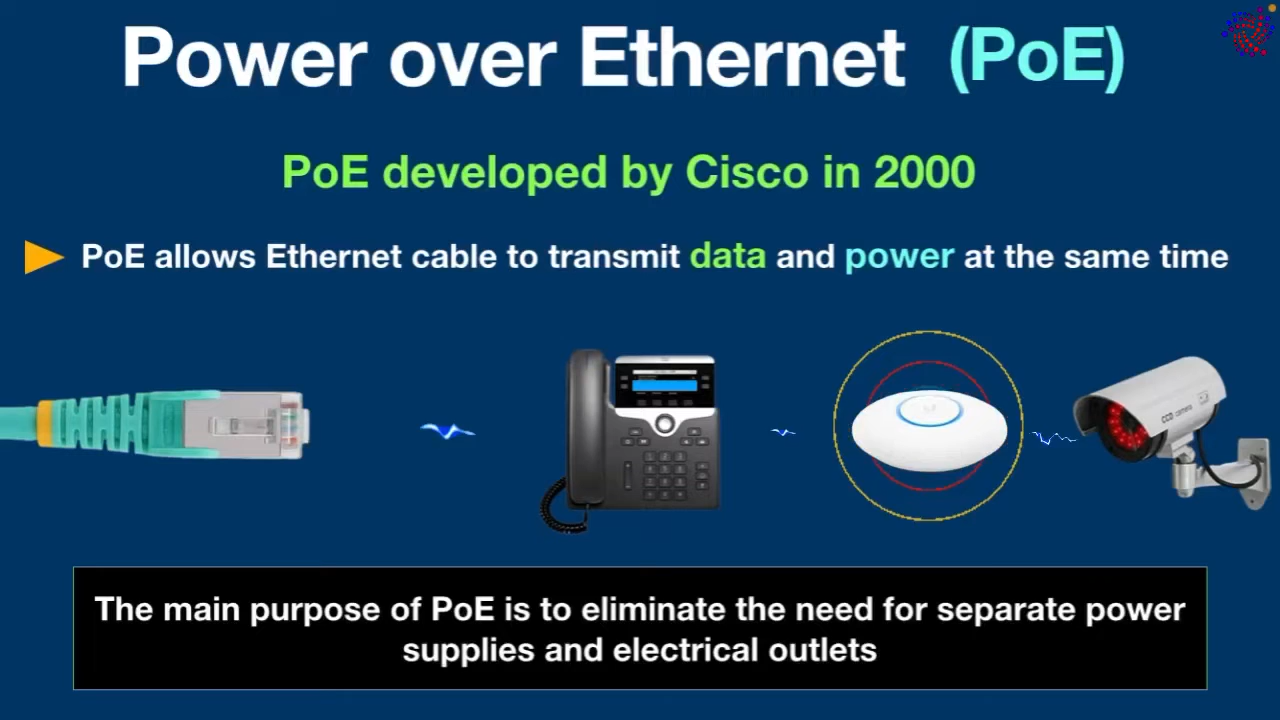 Power over Ethernet (PoE)
PoE developed by Cisco in 2000
PoE allows Ethernet cable to transmit data and power at the same time
CCD camera
The main purpose of PoE is to eliminate the need for separate power
supplies and electrical outlets